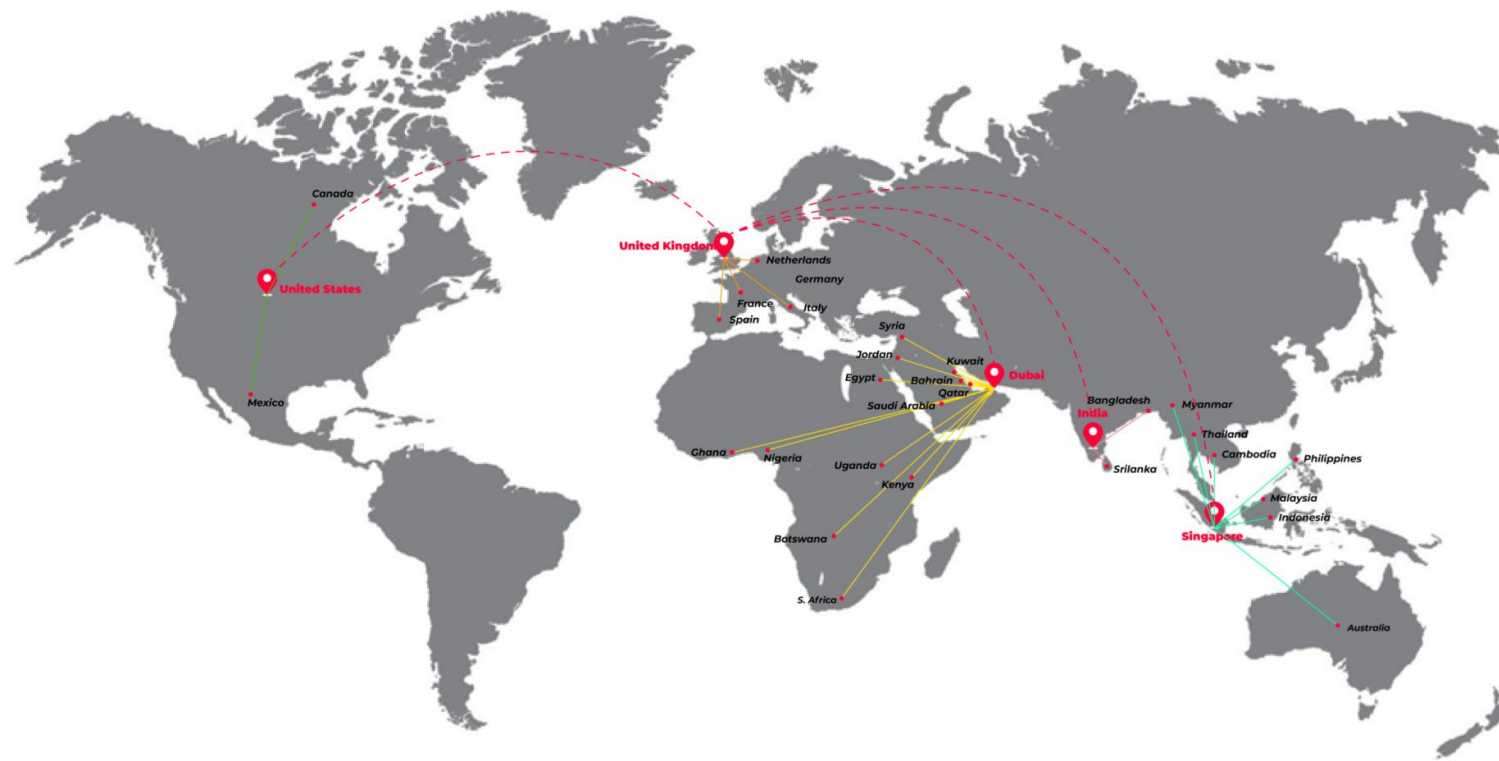 Canada
United Kingdom
Netherlands
Germany
United States
France
Italy
Spain
Syria
Jordan
Kuwait
Dubai
Egypt
Bahrain
Qatar
Mexico
Saudi Arabia
Bangladesh
Myanmar
India
Thailand
Ghana
Nigeria
Cambodia
Philippines
Uganda
Srilanka
Kenya
Malaysia
Indonesia
Botswana
Singapore
S. Africa
Australia